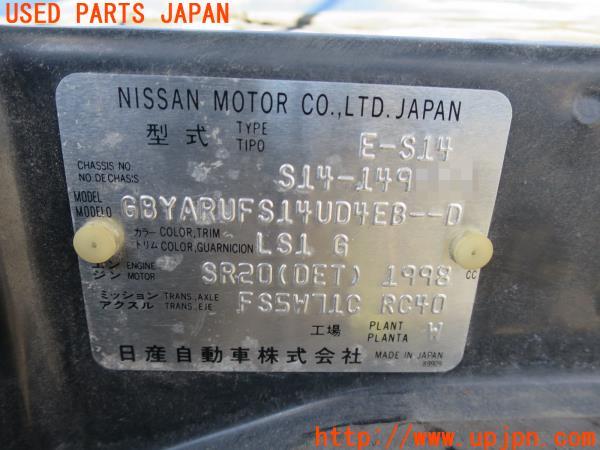 USED PARTS JAPAN
NISSAN MOTOR CO.,LTD. JAPAN
型式 TYPE TIPO E-S14
CHASSIS NO. NO DE CHASIS S14-149
MODEL MODELO GBYARUFS14UD4EB--D
カラー COLOR,TRIM トリム COLOR,GUARNICION LS1 G
エンジン ENGINE MOTOR SR20(DET) 1998 CC
ミッション TRANS.,AXLE アクスル TRANS.,EJE FS5W71C RC40
工場 PLANT PLANTA W
日産自動車株式会社 MADE IN JAPAN
http://www.upjpn.com